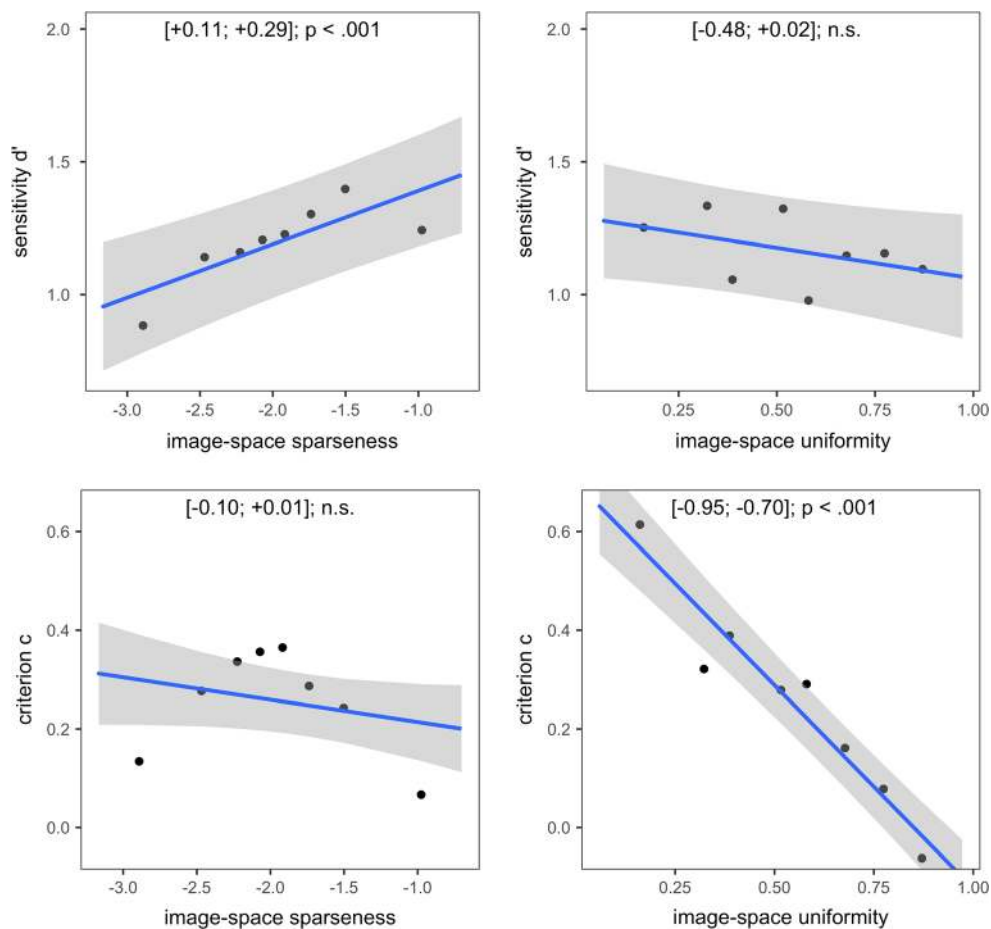 [+0.11; +0.29]; p < .001
2.0
1.5
1.0
sensitivity d'
-3.0 -2.5 -2.0 -1.5 -1.0
image-space sparseness
[-0.48; +0.02]; n.s.
2.0
1.5
1.0
sensitivity d'
0.25 0.50 0.75 1.00
image-space uniformity
[-0.10; +0.01]; n.s.
0.6
0.4
0.2
0.0
criterion c
-3.0 -2.5 -2.0 -1.5 -1.0
image-space sparseness
[-0.95; -0.70]; p < .001
0.6
0.4
0.2
0.0
criterion c
0.25 0.50 0.75 1.00
image-space uniformity